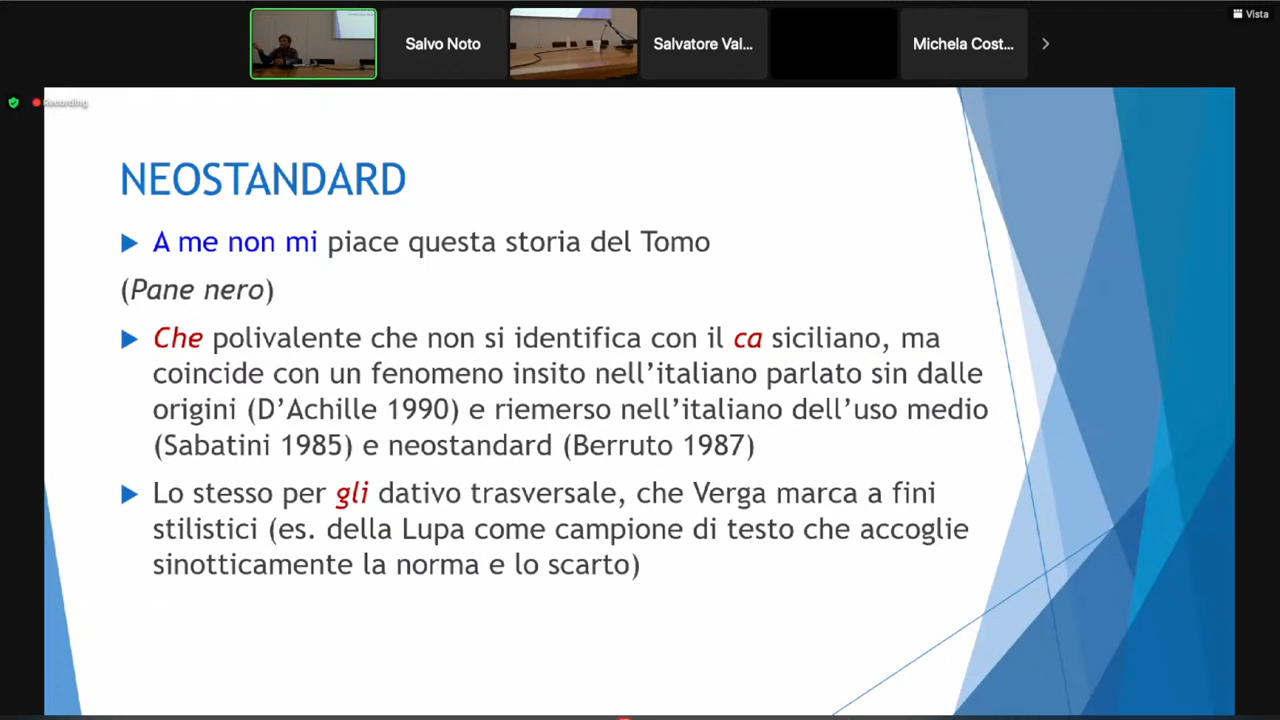 Vista
Salvo Noto
Salvatore Val...
Michela Cost...
Recording
NEOSTANDARD
A me non mi piace questa storia del Tomo
(Pane nero)
Che polivalente che non si identifica con il ca siciliano, ma
coincide con un fenomeno insito nell’italiano parlato sin dalle
origini (D’Achille 1990) e riemerso nell’italiano dell’uso medio
(Sabatini 1985) e neostandard (Berruto 1987)
Lo stesso per gli dativo trasversale, che Verga marca a fini
stilistici (es. della Lupa come campione di testo che accoglie
sinotticamente la norma e lo scarto)